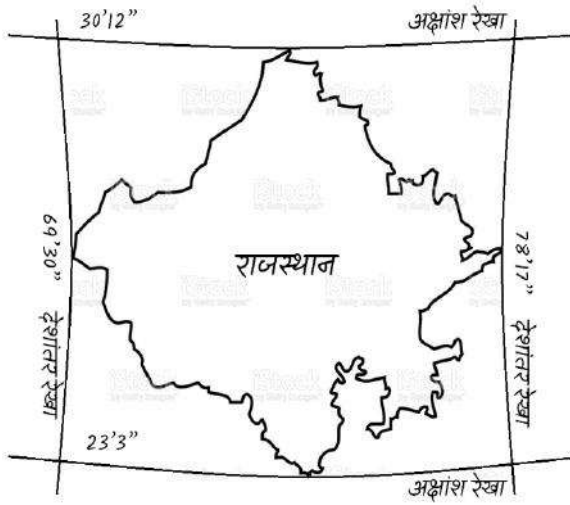 30'12"
अक्षांश रेखा
69'30"
देशांतर रेखा
राजस्थान
78'17"
देशांतर रेखा
23'3"
अक्षांश रेखा